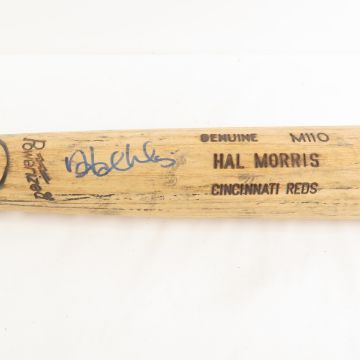 Powerized
GENUINE M110
HAL MORRIS
CINCINNATI REDS